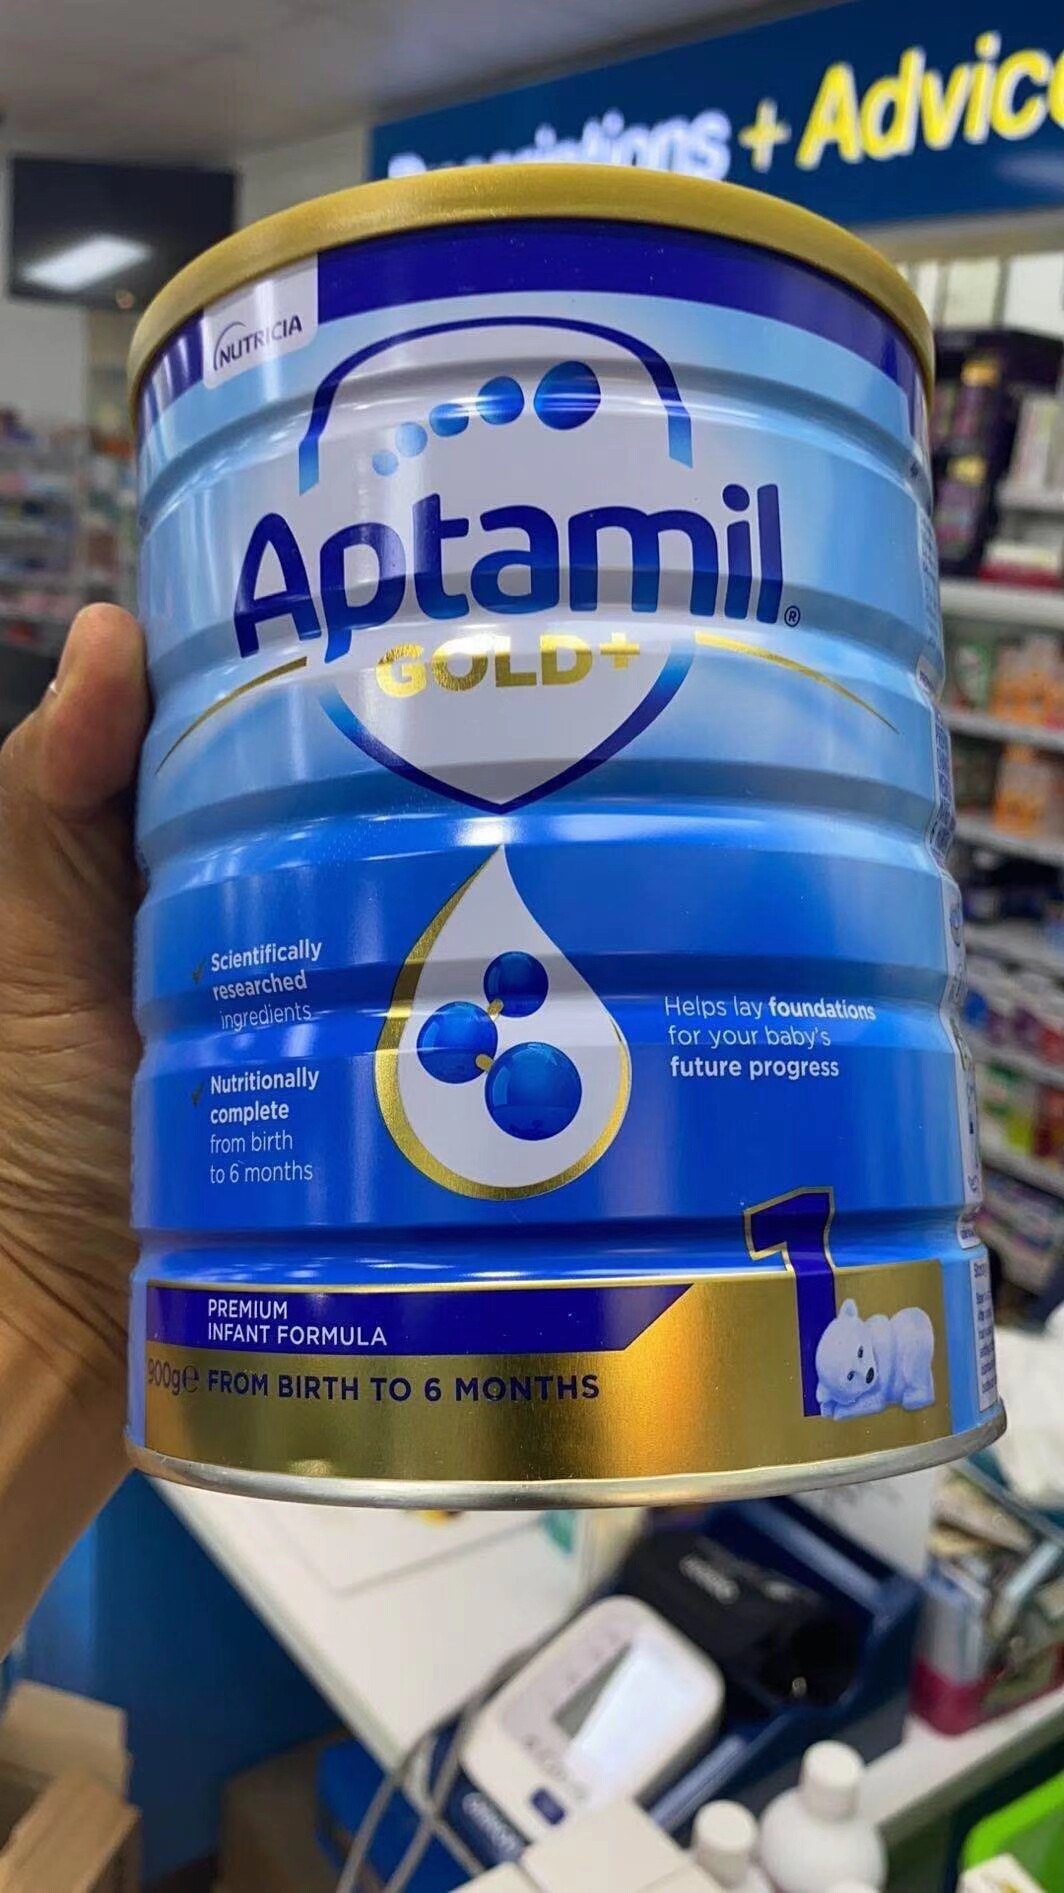 + Advice
NUTRICIA
Aptamil®
GOLD+
Scientifically
researched
ingredients
Nutritionally
complete
from birth
to 6 months
Helps lay foundations
for your baby's
future progress
1
PREMIUM
INFANT FORMULA
900g℮ FROM BIRTH TO 6 MONTHS